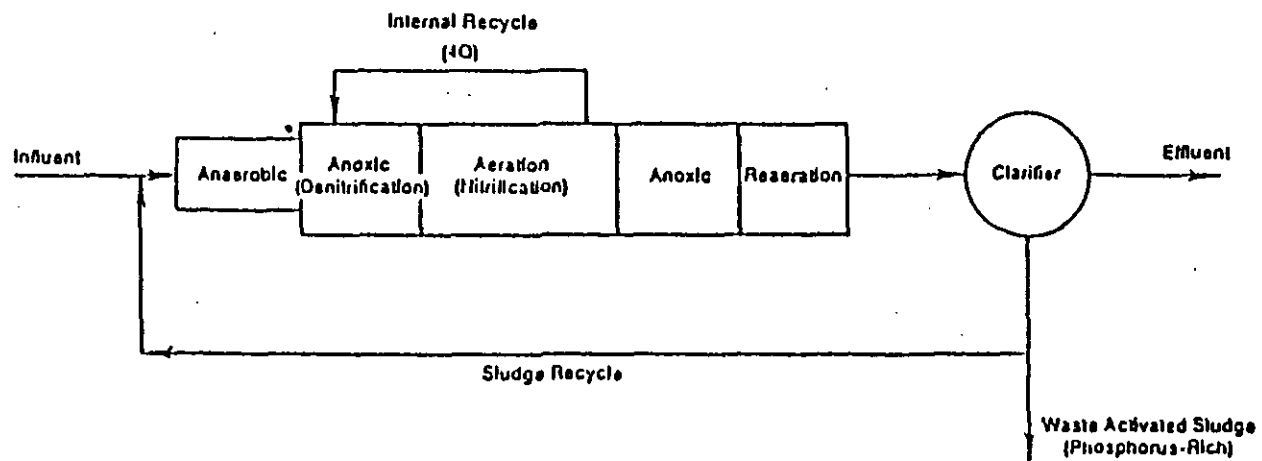 Internal Recycle
(4Q)
Influent
Anaerobic
Anoxic
(Denitrification)
Aeration
(Nitrification)
Anoxic
Reaeration
Clarifier
Effluent
Sludge Recycle
Waste Activated Sludge
(Phosphorus-Rich)